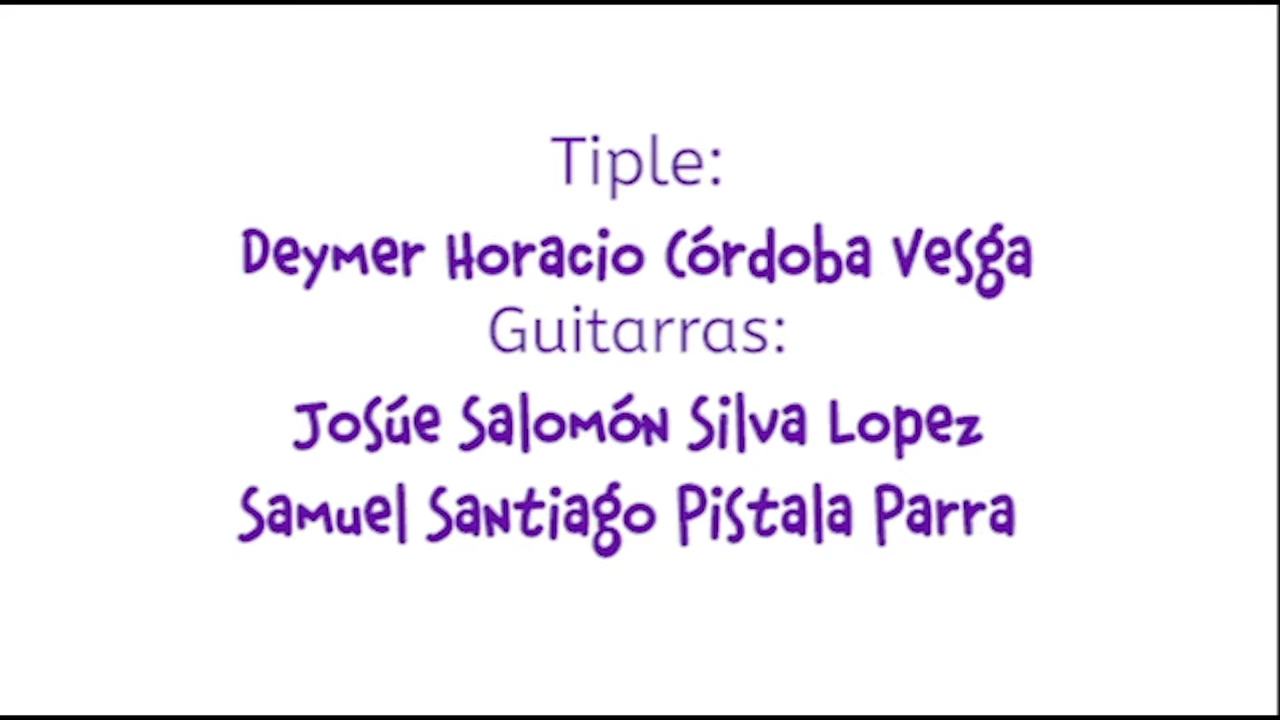 Tiple:
Deymer Horacio Córdoba Vesga
Guitarras:
Josúe Salomón Silva Lopez
Samuel Santiago Pistala Parra